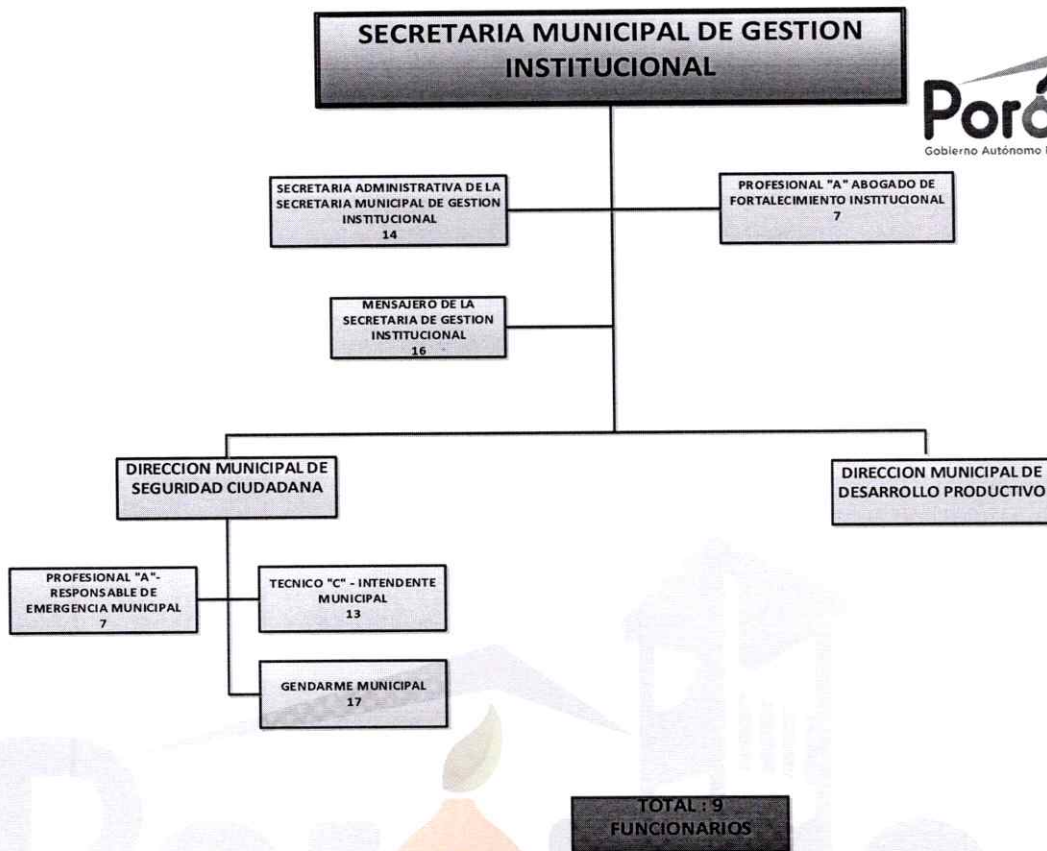 SECRETARIA MUNICIPAL DE GESTION
INSTITUCIONAL
Gobierno Autónomo
SECRETARIA ADMINISTRATIVA DE LA
SECRETARIA MUNICIPAL DE GESTION
INSTITUCIONAL
14
PROFESIONAL "A" ABOGADO DE
FORTALECIMIENTO INSTITUCIONAL
7
MENSAJERO DE LA
SECRETARIA DE GESTION
INSTITUCIONAL
16
DIRECCION MUNICIPAL DE
SEGURIDAD CIUDADANA
DIRECCION MUNICIPAL DE
DESARROLLO PRODUCTIVO
PROFESIONAL "A"-
RESPONSABLE DE
EMERGENCIA MUNICIPAL
7
TECNICO "C" - INTENDENTE
MUNICIPAL
13
GENDARME MUNICIPAL
17
TOTAL : 9
FUNCIONARIOS